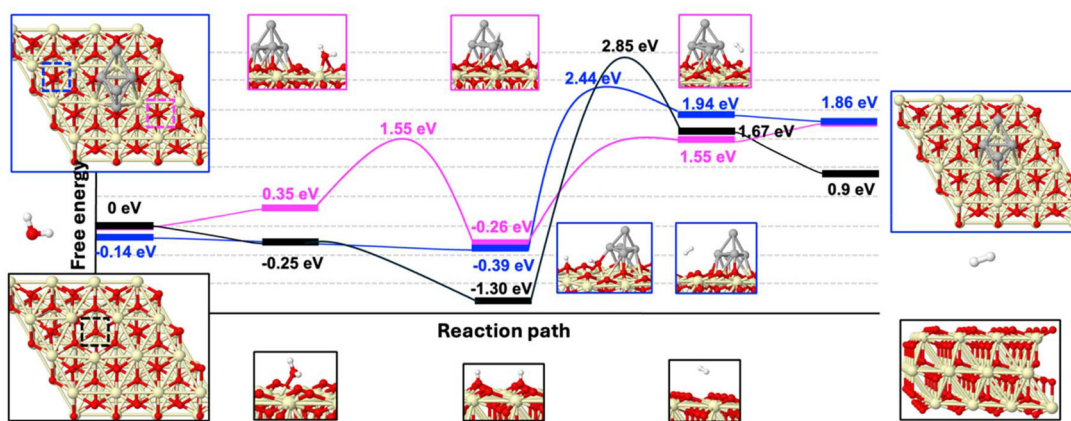 2.85 eV
2.44 eV
1.94 eV
1.86 eV
1.55 eV
1.67 eV
1.55 eV
0.35 eV
0.9 eV
0 eV
-0.14 eV
-0.25 eV
-0.26 eV
-0.39 eV
-1.30 eV
Free energy
Reaction path